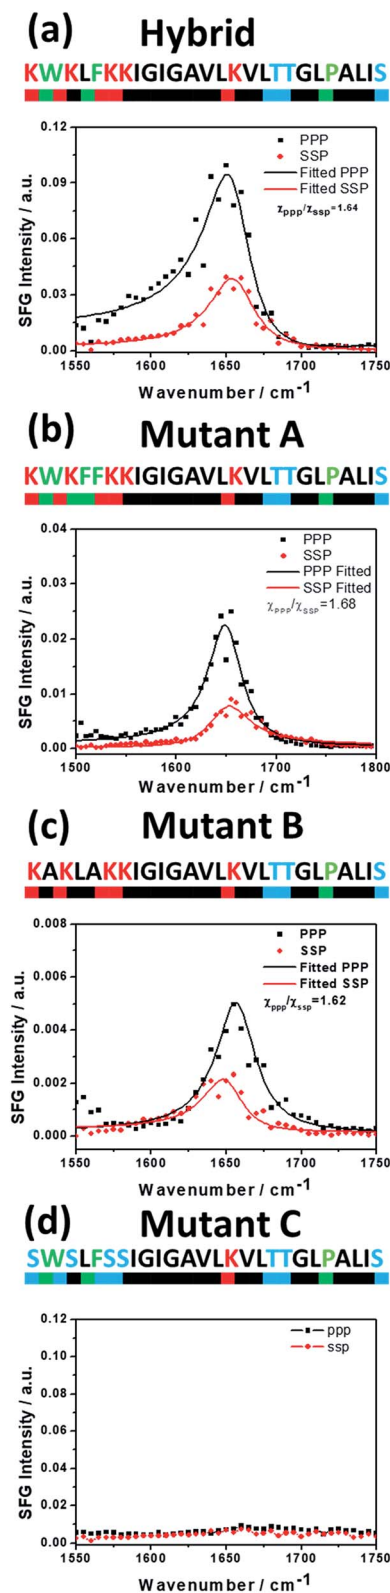 (a) Hybrid
KWKLFKKIGIGAVLKVLTTGLPALIS
0.12
PPP
SSP
Fitted PPP
Fitted SSP
χppp/χssp=1.64
0.09
0.06
0.03
0.00
SFG Intensity / a.u.
1550 1600 1650 1700 1750
Wavenumber / cm-1
(b) Mutant A
KWKFFKKIGIGAVLKVLTTGLPALIS
0.04
PPP
SSP
PPP Fitted
SSP Fitted
χPPP/χSSP=1.68
0.03
0.02
0.01
0.00
SFG Intensity / a.u.
1500 1600 1700 1800
Wavenumber / cm-1
(c) Mutant B
KAKLAKKIGIGAVLKVLTTGLPALIS
0.008
PPP
SSP
Fitted PPP
Fitted SSP
χppp/χssp=1.62
0.006
0.004
0.002
0.000
SFG Intensity / a.u.
1550 1600 1650 1700 1750
Wavenumber / cm-1
(d) Mutant C
SWSLFSSIGIGAVLKVLTTGLPALIS
0.12
ppp
ssp
0.10
0.08
0.06
0.04
0.02
0.00
SFG Intensity / a.u.
1550 1600 1650 1700 1750
Wavenumber / cm-1